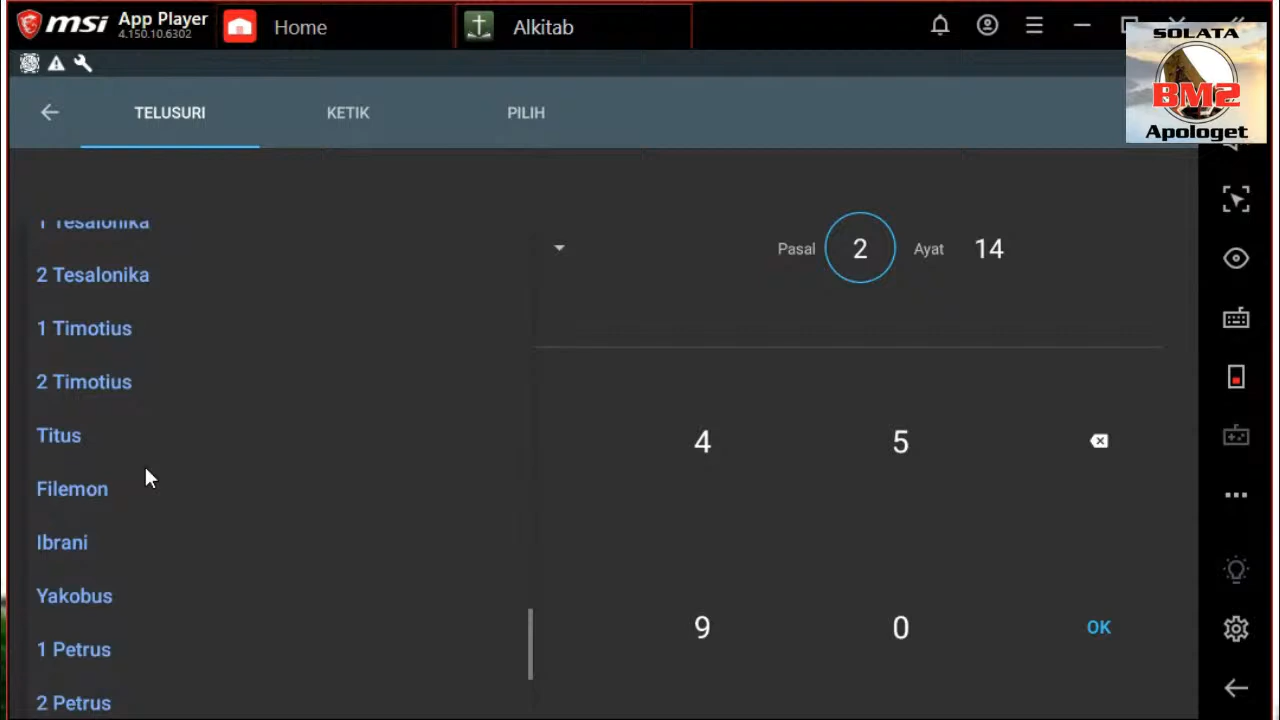 msi App Player
4.150.10.6302
Home
Alkitab
SOLATA
BM2
Apologet
TELUSURI
KETIK
PILIH
1 Tesalonika
2 Tesalonika
1 Timotius
2 Timotius
Titus
Filemon
Ibrani
Yakobus
1 Petrus
2 Petrus
Pasal 2 Ayat 14
4 5
9 0 OK